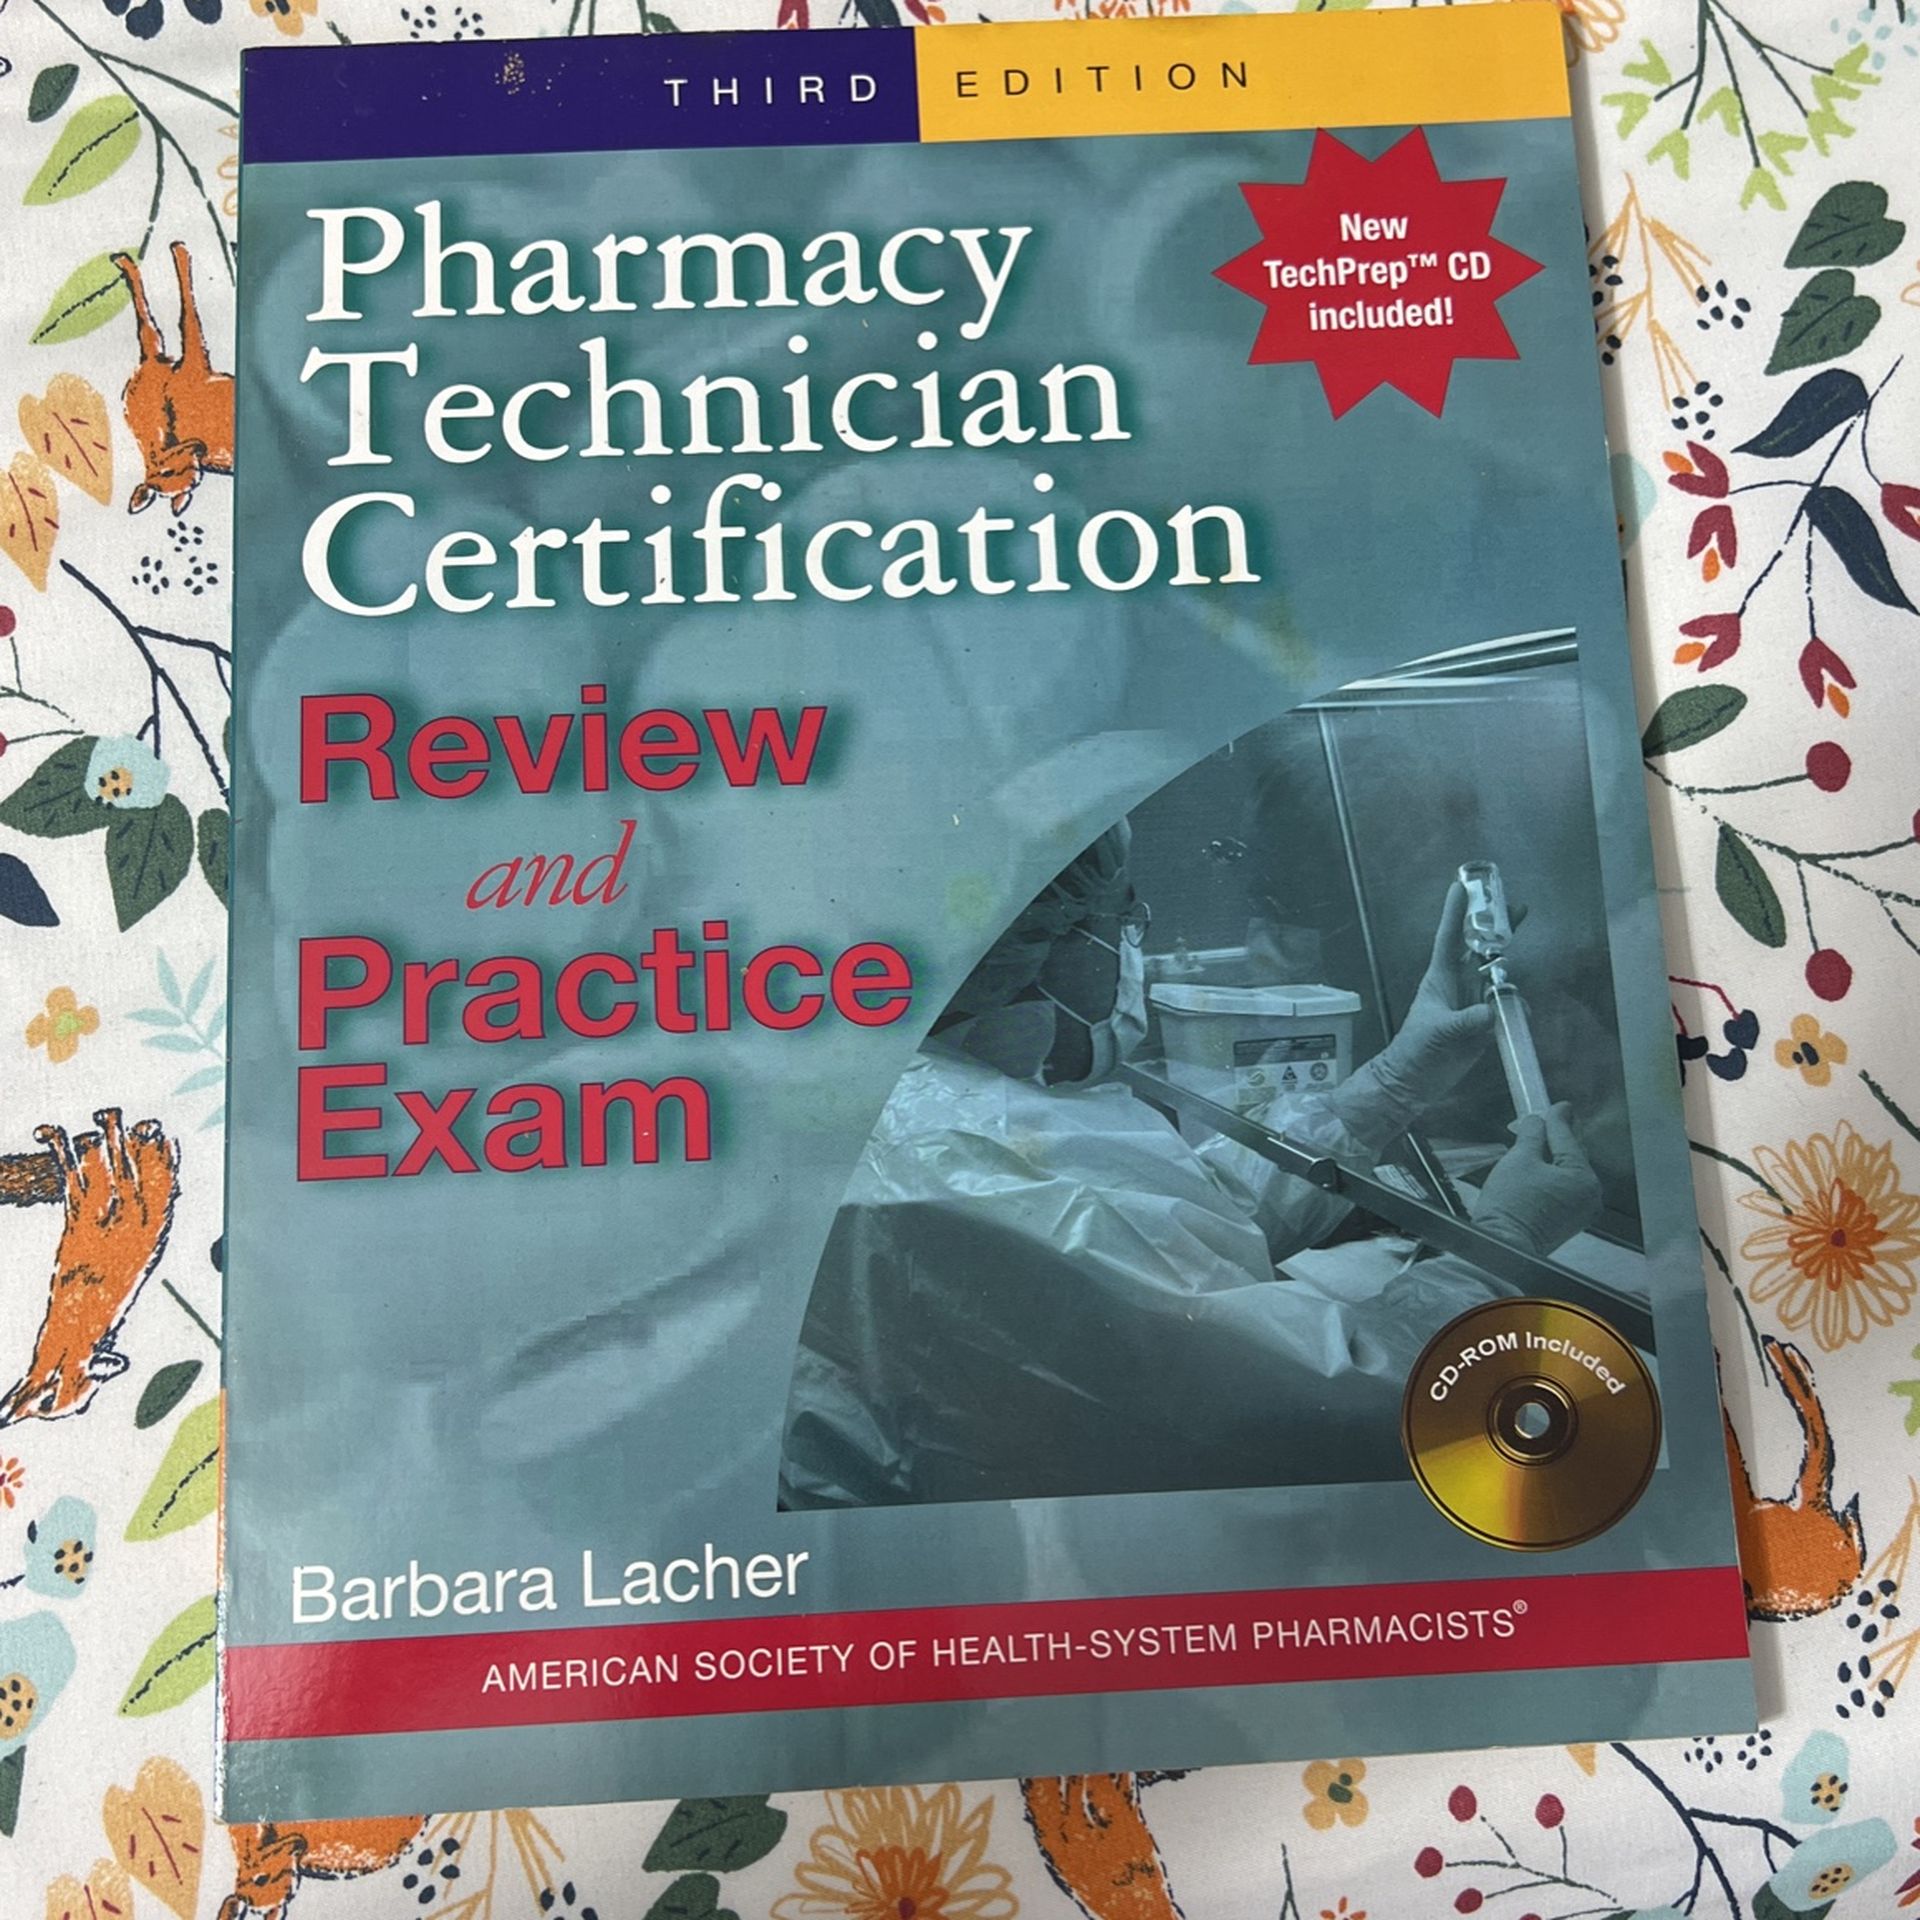 THIRD EDITION
New
TechPrep™ CD
included!
Pharmacy
Technician
Certification
Review
and
Practice
Exam
CD-ROM Included
Barbara Lacher
AMERICAN SOCIETY OF HEALTH-SYSTEM PHARMACISTS®